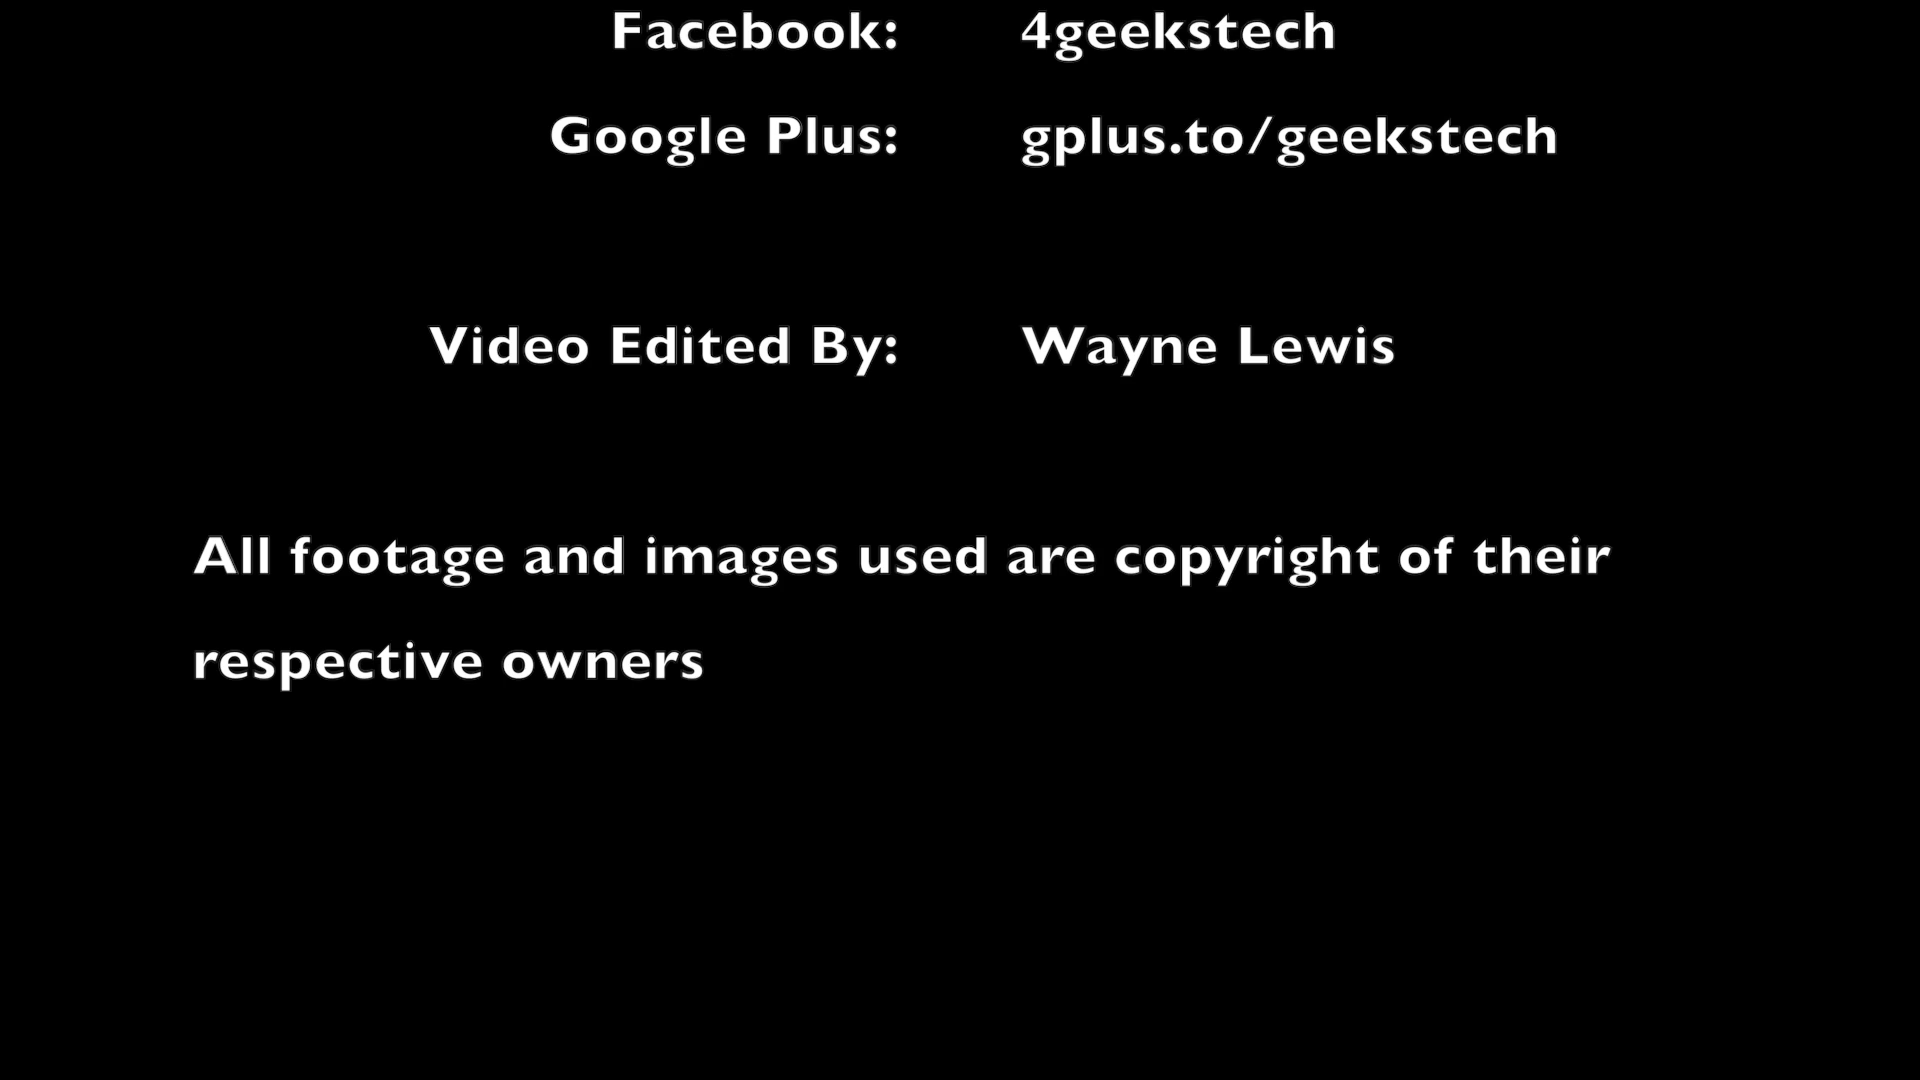 Facebook: 4geekstech
Google Plus: gplus.to/geekstech
Video Edited By: Wayne Lewis
All footage and images used are copyright of their
respective owners